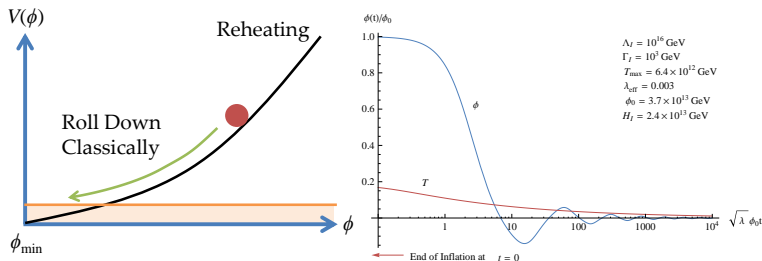 V(ϕ)
Reheating
Roll Down
Classically
ϕ
ϕmin
ϕ(t)/ϕ0
1.0
0.8
0.6
0.4
0.2
ΛI = 10^16 GeV
ΓI = 10^3 GeV
Tmax = 6.4 × 10^12 GeV
λeff = 0.003
ϕ0 = 3.7 × 10^13 GeV
HI = 2.4 × 10^13 GeV
ϕ
T
1
10
100
1000
10^4
√λ ϕ0t
End of Inflation at t = 0